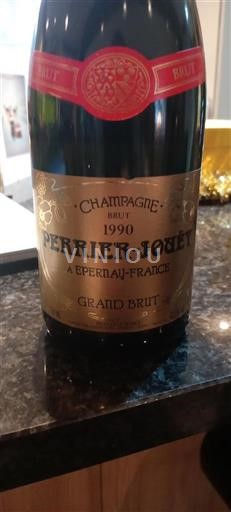 BRUT
BRUT
CHAMPAGNE
BRUT
1990
PERRIER-JOUËT
A EPERNAY-FRANCE
VINIOU
GRAND BRUT